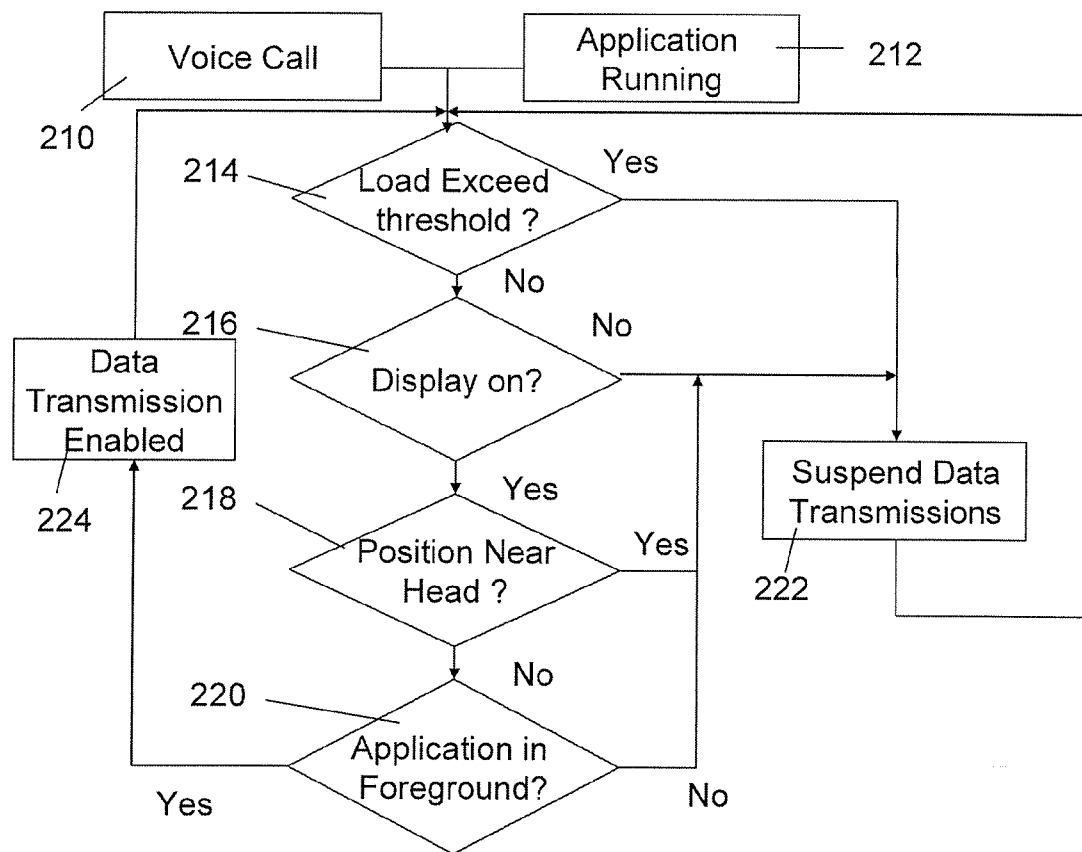 Voice Call
Application
Running
212
210
214
Load Exceed
threshold ?
Yes
No
216
Display on?
No
Data
Transmission
Enabled
224
Yes
218
Position Near
Head ?
Yes
Suspend Data
Transmissions
222
No
220
Application in
Foreground?
Yes
No